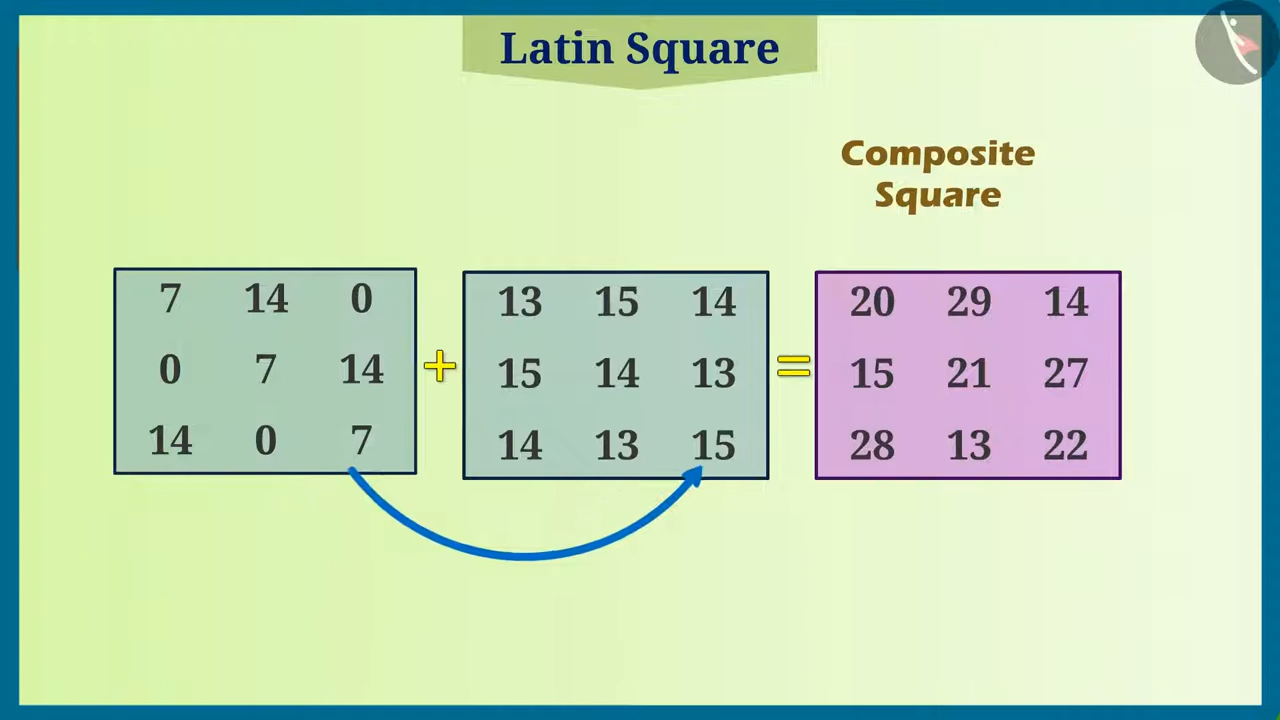 Latin Square
Composite
Square
7 14 0 13 15 14 20 29 14
0 7 14 + 15 14 13 = 15 21 27
14 0 7 14 13 15 28 13 22